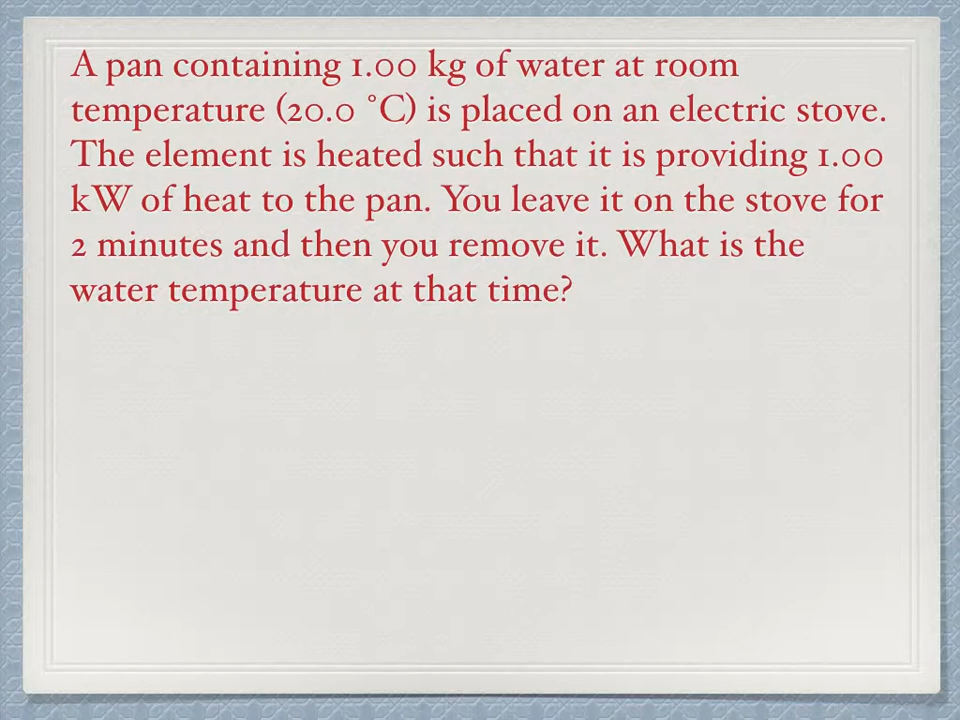 A pan containing 1.00 kg of water at room
temperature (20.0 ˚C) is placed on an electric stove.
The element is heated such that it is providing 1.00
kW of heat to the pan. You leave it on the stove for
2 minutes and then you remove it. What is the
water temperature at that time?